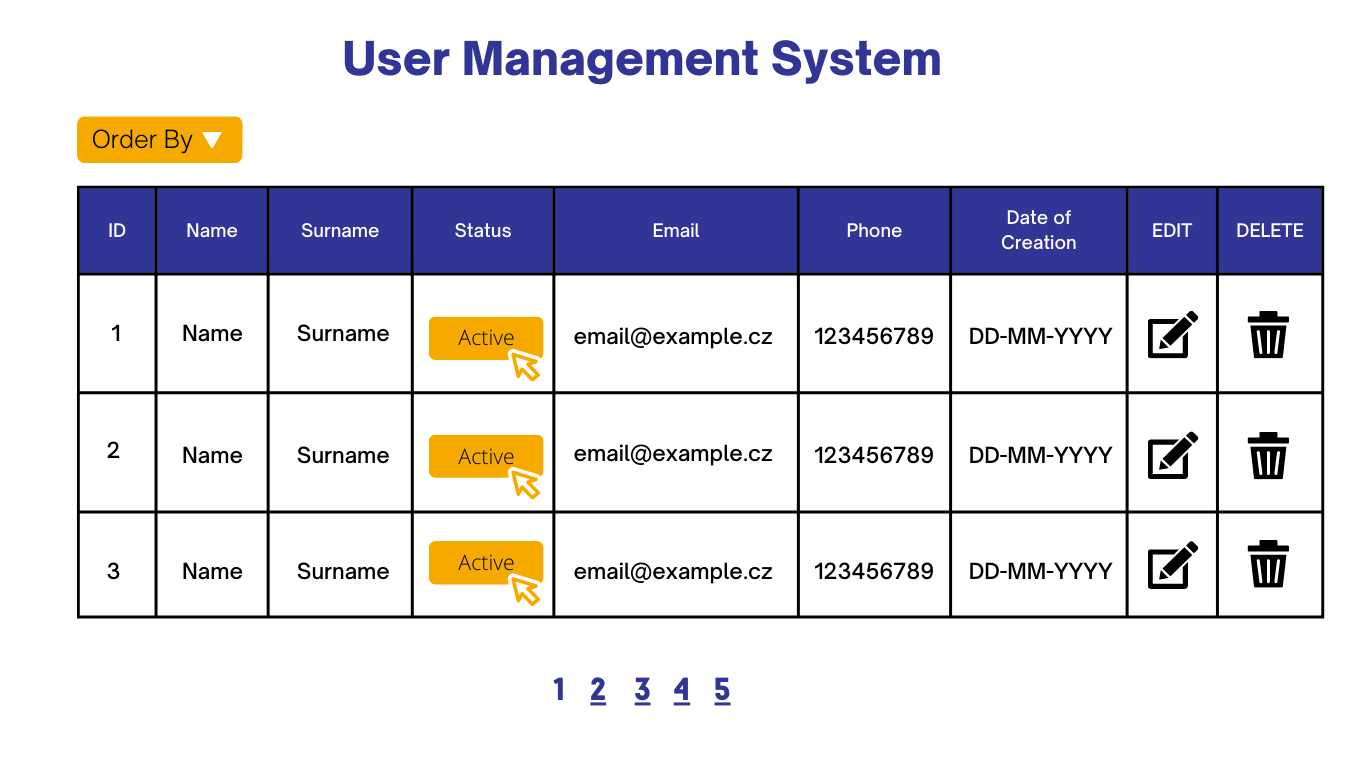 User Management System
Order By
ID Name Surname Status Email Phone Date of Creation EDIT DELETE
1 Name Surname Active email@example.cz 123456789 DD-MM-YYYY
2 Name Surname Active email@example.cz 123456789 DD-MM-YYYY
3 Name Surname Active email@example.cz 123456789 DD-MM-YYYY
1 2 3 4 5